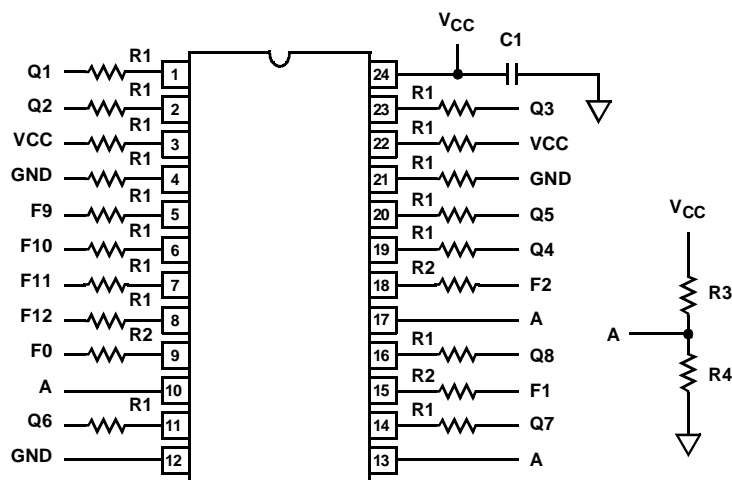 VCC
C1
Q1 R1 1
Q2 R1 2
VCC R1 3
GND R1 4
F9 R1 5
F10 R1 6
F11 R1 7
F12 R1 8
F0 R2 9
A 10
Q6 R1 11
GND 12
24
23 R1 Q3
22 R1 VCC
21 R1 GND
20 R1 Q5
19 R1 Q4
18 R2 F2
17 A
16 R1 Q8
15 R2 F1
14 R1 Q7
13 A
VCC
R3
A
R4